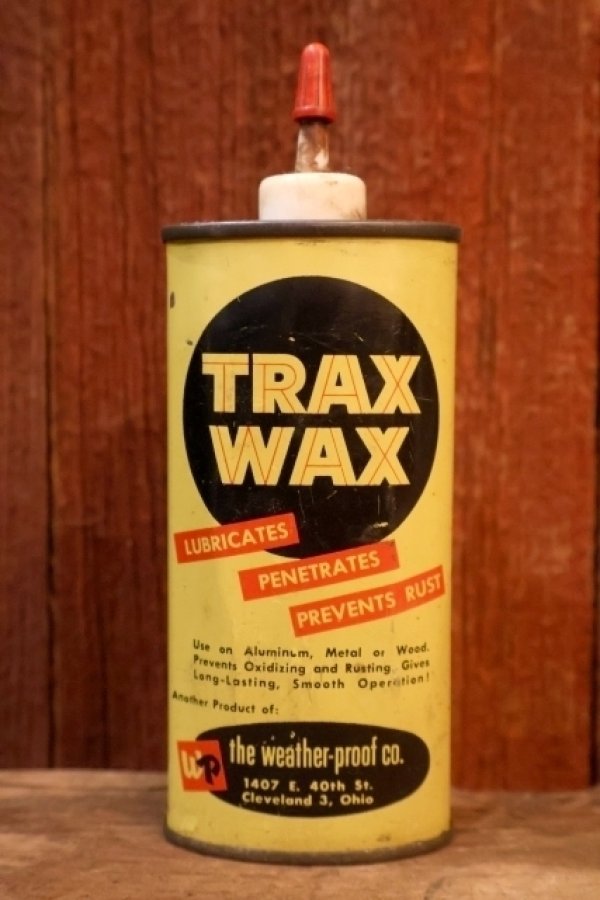 TRAX
WAX
LUBRICATES
PENETRATES
PREVENTS RUST
Use on Aluminum, Metal or Wood.
Prevents Oxidizing and Rusting. Gives
Long-Lasting, Smooth Operation!
Another Product of:
WP
the weather-proof co.
1407 E. 40th St.
Cleveland 3, Ohio